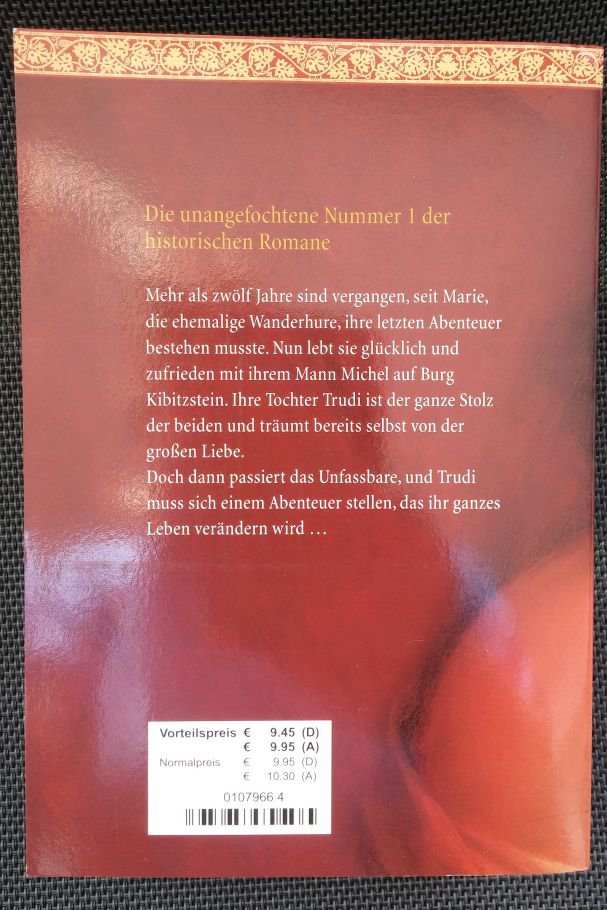 Die unangefochtene Nummer 1 der
historischen Romane
Mehr als zwölf Jahre sind vergangen, seit Marie,
die ehemalige Wanderhure, ihre letzten Abenteuer
bestehen musste. Nun lebt sie glücklich und
zufrieden mit ihrem Mann Michel auf Burg
Kibitzstein. Ihre Tochter Trudi ist der ganze Stolz
der beiden und träumt bereits selbst von der
großen Liebe.
Doch dann passiert das Unfassbare, und Trudi
muss sich einem Abenteuer stellen, das ihr ganzes
Leben verändern wird …
Vorteilspreis € 9.45 (D)
€ 9.95 (A)
Normalpreis € 9.95 (D)
€ 10.30 (A)
0107966 4